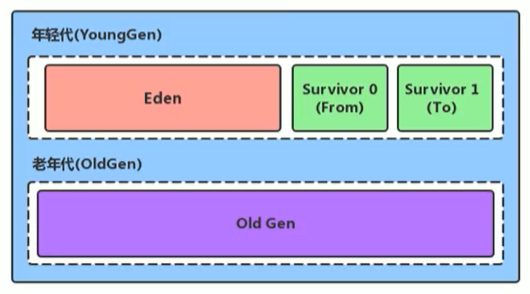 年轻代(YoungGen)
Eden
Survivor 0
(From)
Survivor 1
(To)
老年代(OldGen)
Old Gen